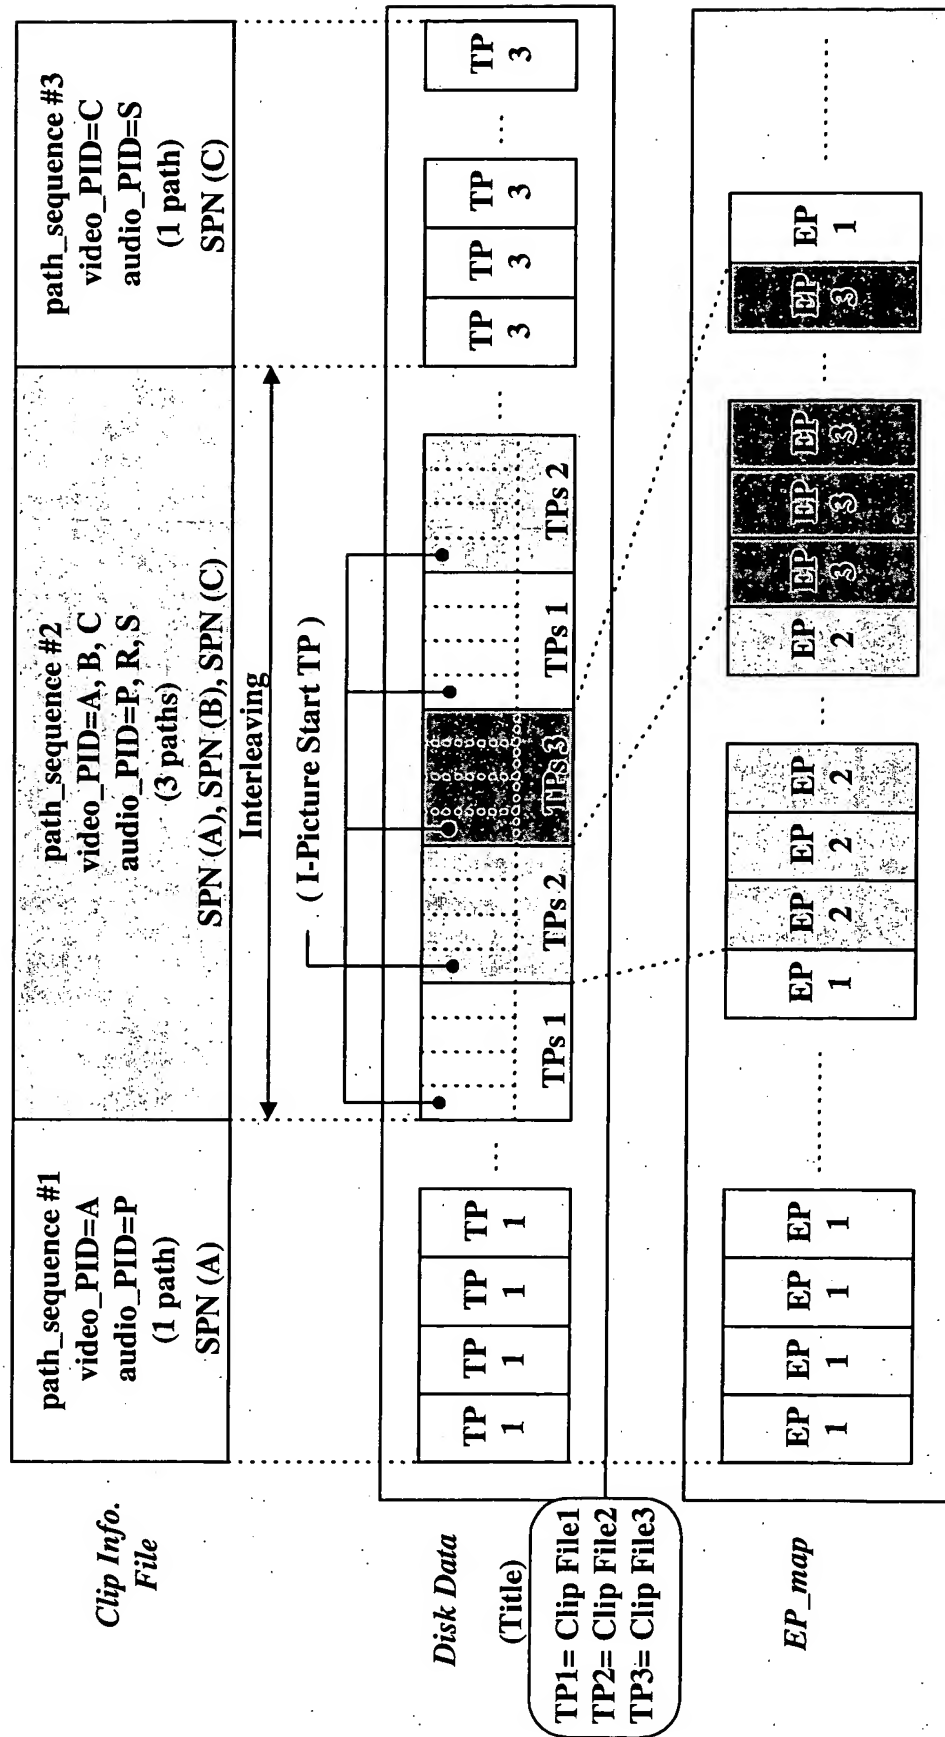 Clip Info.
File
path_sequence #1
video_PID=A
audio_PID=P
(1 path)
SPN (A)
path_sequence #2
video_PID=A, B, C
audio_PID=P, R, S
(3 paths)
SPN (A), SPN (B), SPN (C)
path_sequence #3
video_PID=C
audio_PID=S
(1 path)
SPN (C)
Interleaving
( I-Picture Start TP )
Disk Data
(Title)
TP1= Clip File1
TP2= Clip File2
TP3= Clip File3
TP
1
TP
1
TP
1
TP
1
TPs 1
TPs 2
TPs 3
TPs 1
TPs 2
TP
3
TP
3
TP
3
TP
3
EP_map
EP
1
EP
1
EP
1
EP
1
EP
1
EP
2
EP
2
EP
2
EP
2
EP
3
EP
3
EP
3
EP
3
EP
1